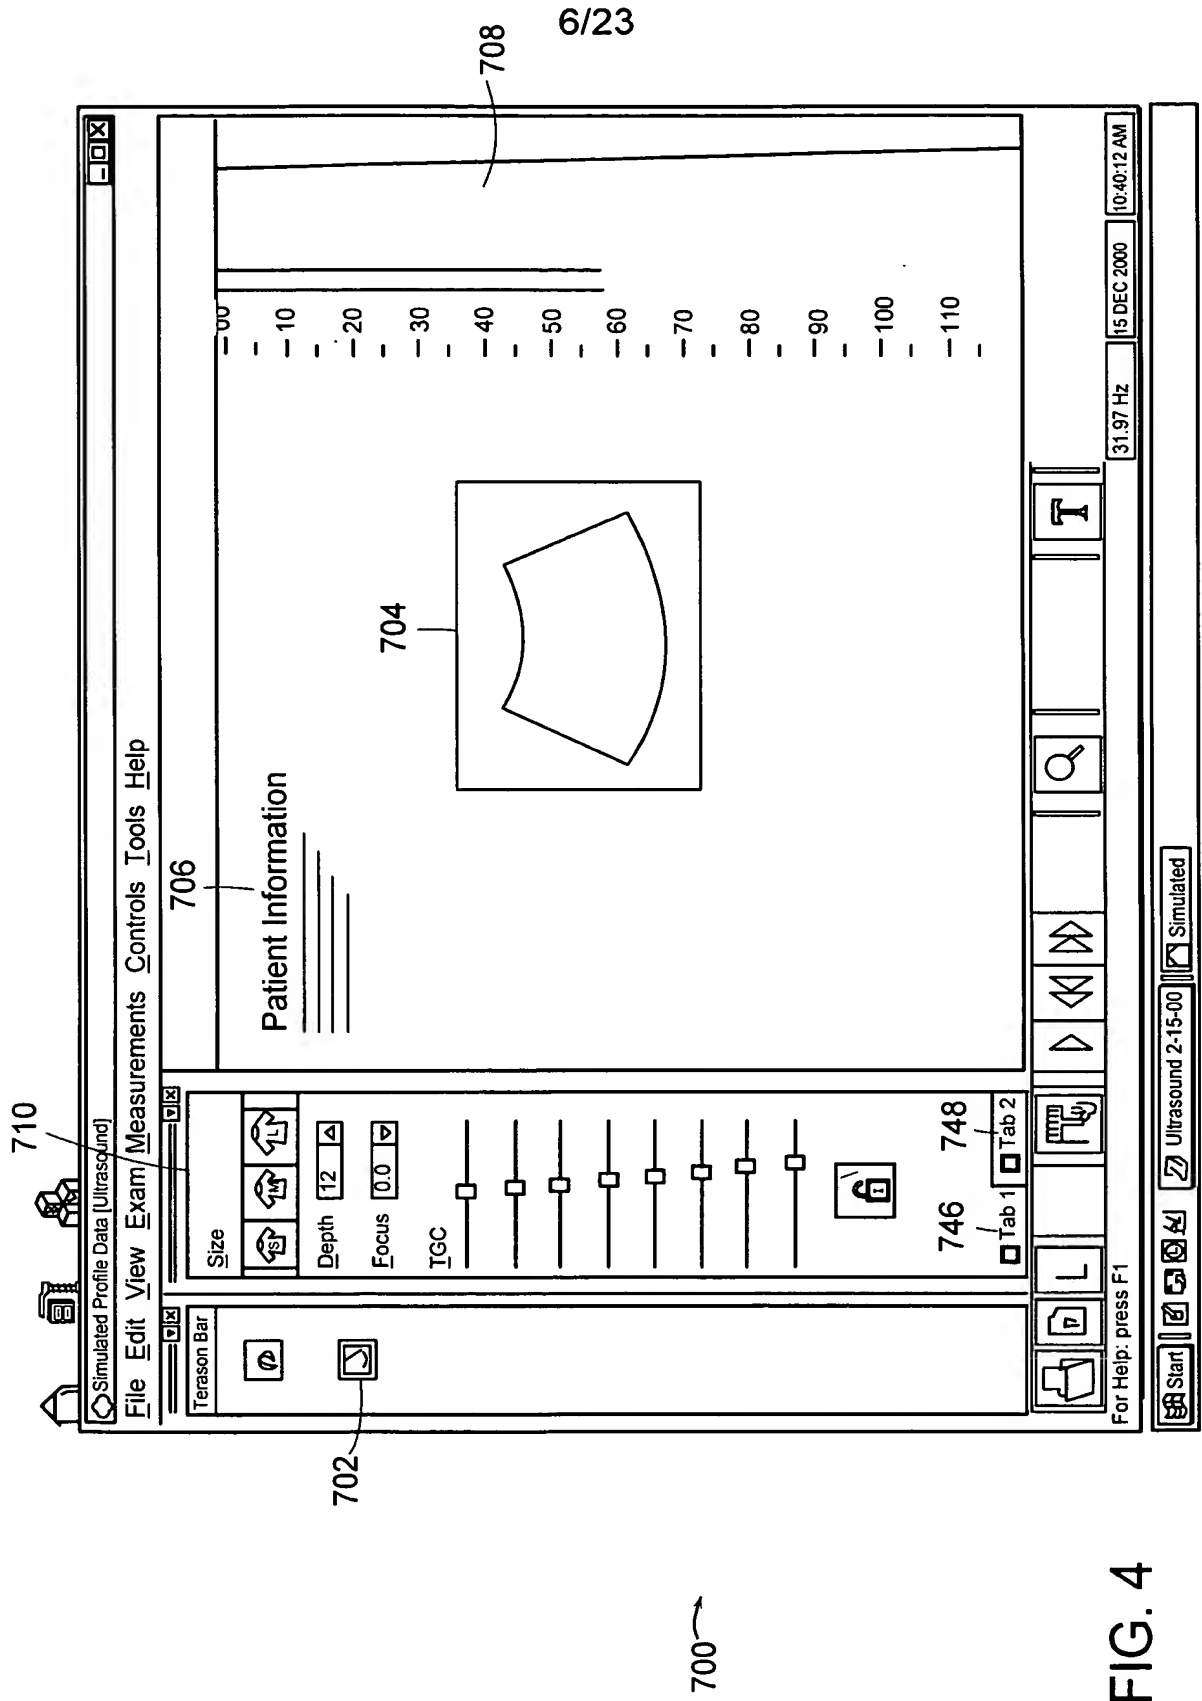 6/23
710
708
Simulated Profile Data [Ultrasound]
File Edit View Exam Measurements Controls Tools Help
Terason Bar
702
Size
S M L
Depth 12
Focus 0.0
TGC
746
Tab 1
748
Tab 2
706
Patient Information
704
00
10
20
30
40
50
60
70
80
90
100
110
L
T
For Help: press F1
31.97 Hz
15 DEC 2000
10:40:12 AM
Start
Ultrasound 2-15-00
Simulated
700
FIG. 4